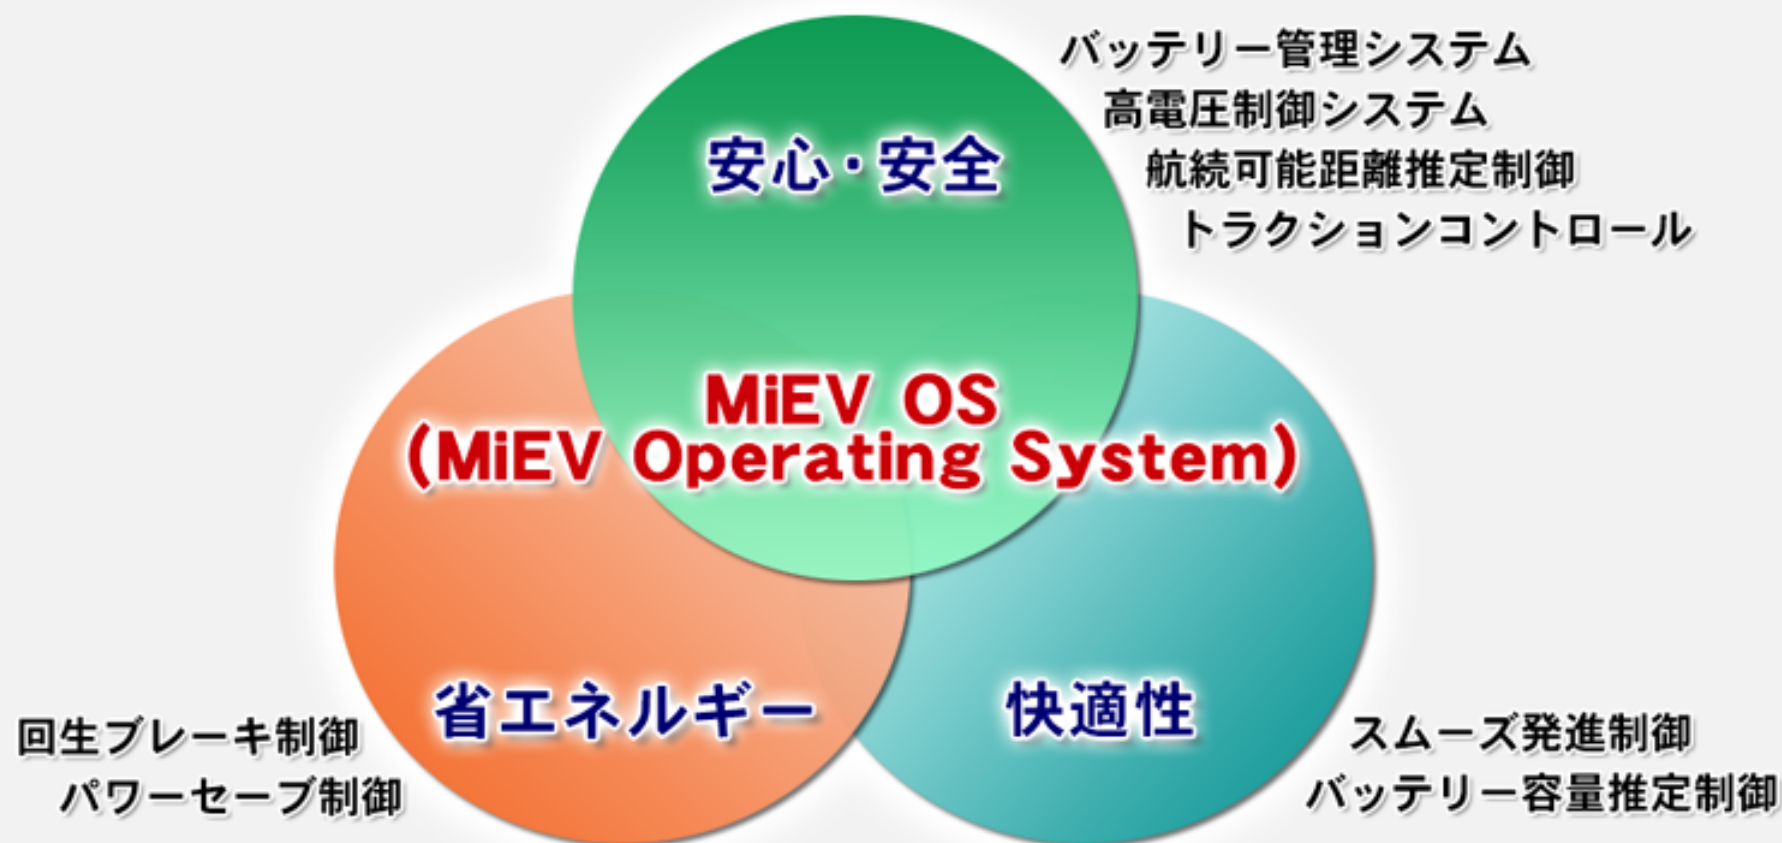 バッテリー管理システム
高電圧制御システム
航続可能距離推定制御
トラクションコントロール
安心・安全
MiEV OS
(MiEV Operating System)
省エネルギー
快適性
回生ブレーキ制御
パワーセーブ制御
スムーズ発進制御
バッテリー容量推定制御